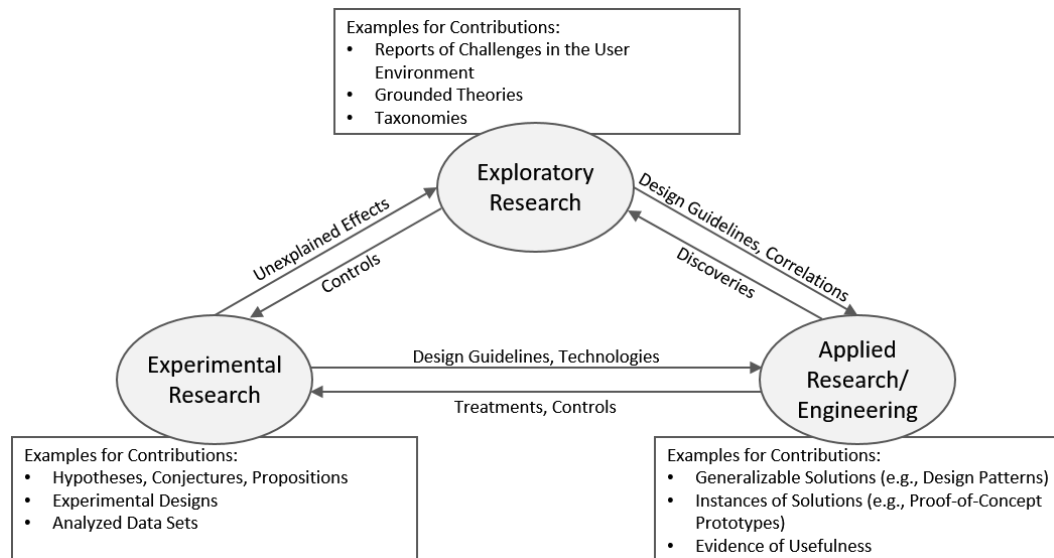 Examples for Contributions:
• Reports of Challenges in the User
Environment
• Grounded Theories
• Taxonomies
Exploratory
Research
Unexplained Effects
Controls
Design Guidelines, Correlations
Discoveries
Experimental
Research
Design Guidelines, Technologies
Treatments, Controls
Applied
Research/
Engineering
Examples for Contributions:
• Hypotheses, Conjectures, Propositions
• Experimental Designs
• Analyzed Data Sets
Examples for Contributions:
• Generalizable Solutions (e.g., Design Patterns)
• Instances of Solutions (e.g., Proof-of-Concept
Prototypes)
• Evidence of Usefulness